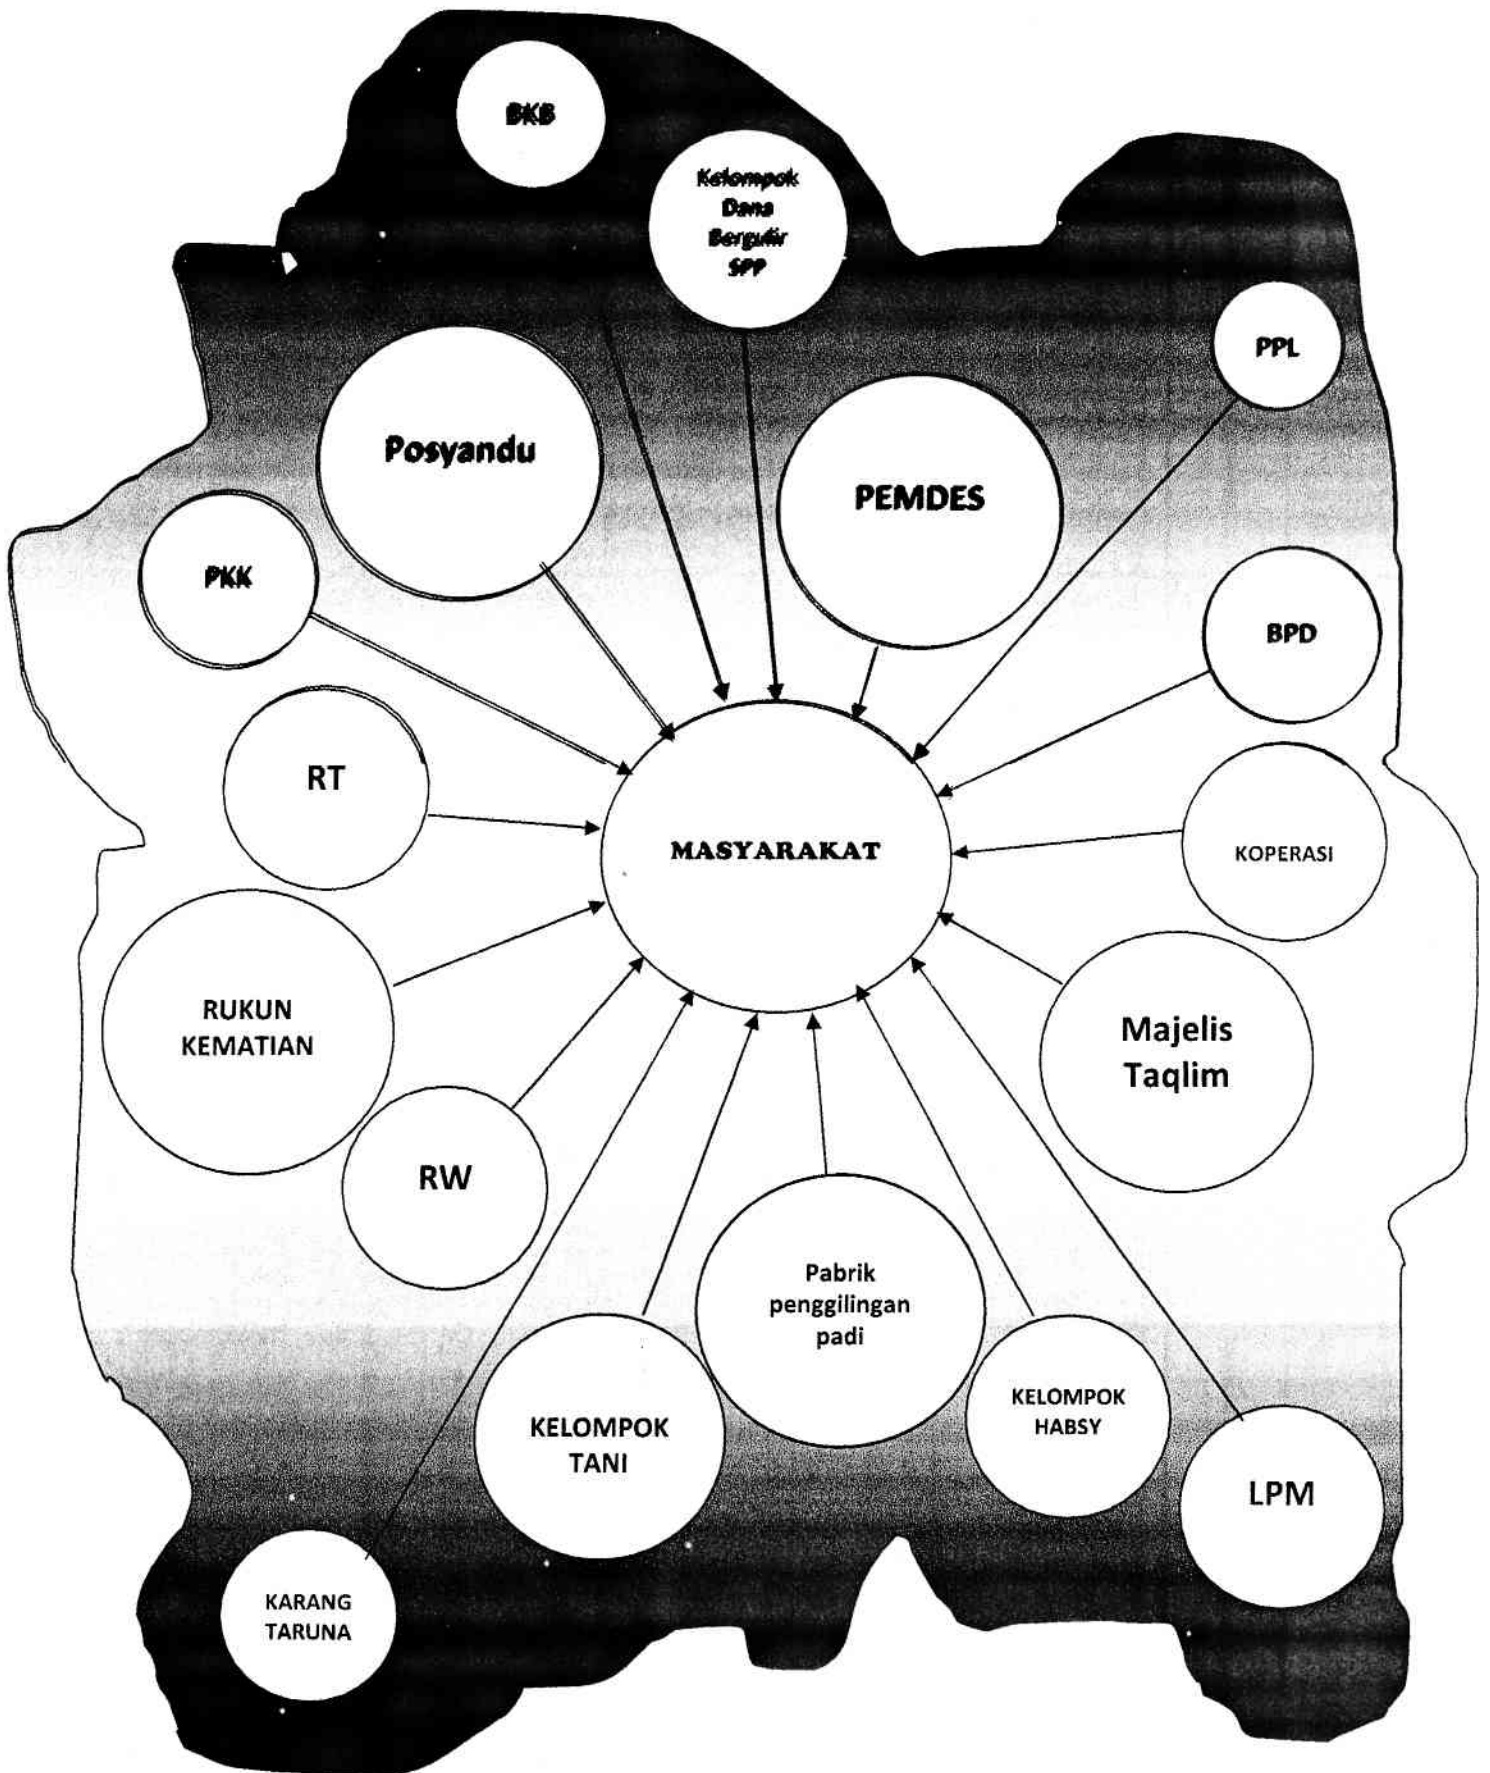 BKB
Kelompok
Dana
Bergulir
SPP
PPL
Posyandu
PEMDES
PKK
BPD
RT
MASYARAKAT
KOPERASI
RUKUN
KEMATIAN
Majelis
Taqlim
RW
Pabrik
penggilingan
padi
KELOMPOK
HABSY
KELOMPOK
TANI
LPM
KARANG
TARUNA